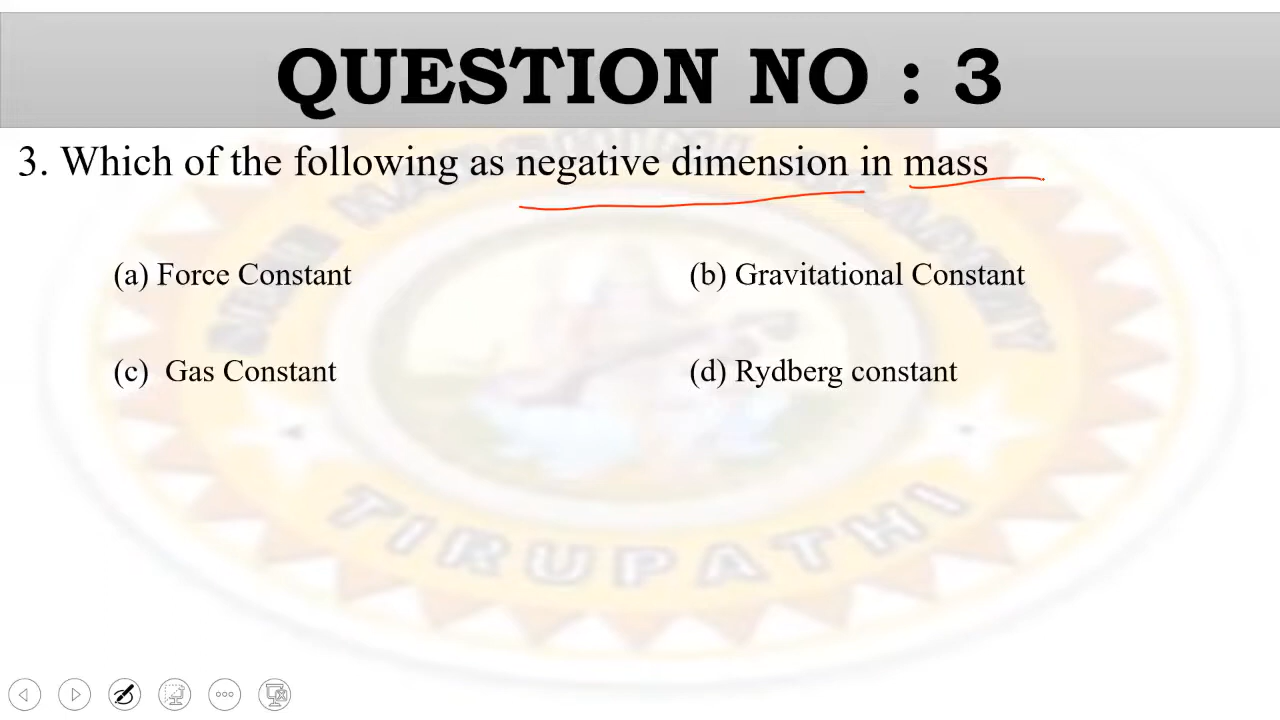 QUESTION NO : 3
3. Which of the following as negative dimension in mass
(a) Force Constant
(b) Gravitational Constant
(c) Gas Constant
(d) Rydberg constant
TIRUPATHI